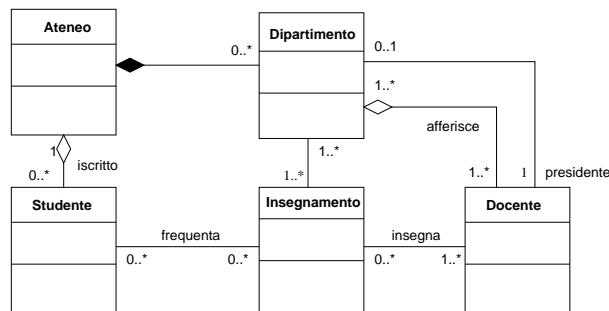 Ateneo
Dipartimento
0..*
0..1
1..*
afferisce
1
iscritto
0..*
1..*
1..*
1..*
1
presidente
Studente
Insegnamento
Docente
frequenta
insegna
0..*
0..*
0..*
1..*